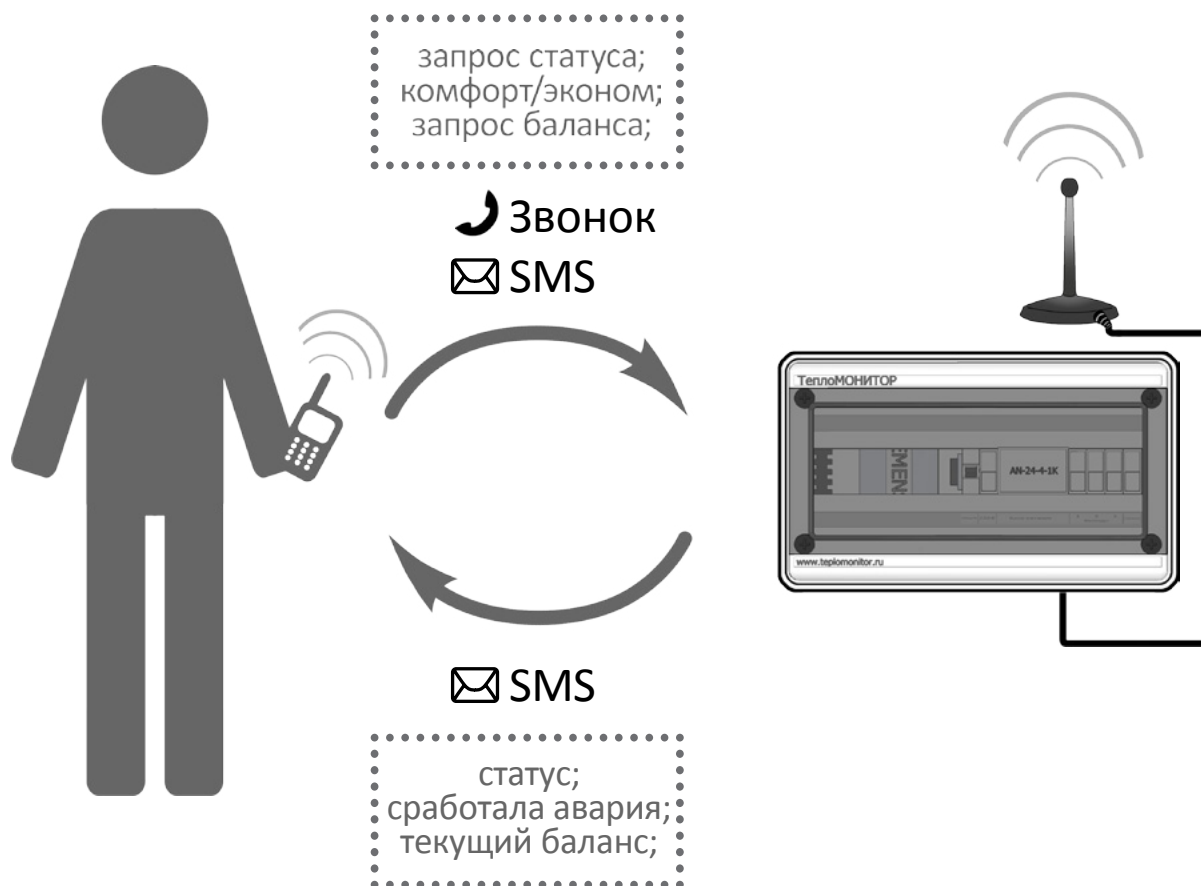 запрос статуса;
комфорт/эконом;
запрос баланса;
Звонок
SMS
ТеплоМОНИТОР
AN-24-4-1K
www.teplomonitor.ru
SMS
статус;
сработала авария;
текущий баланс;